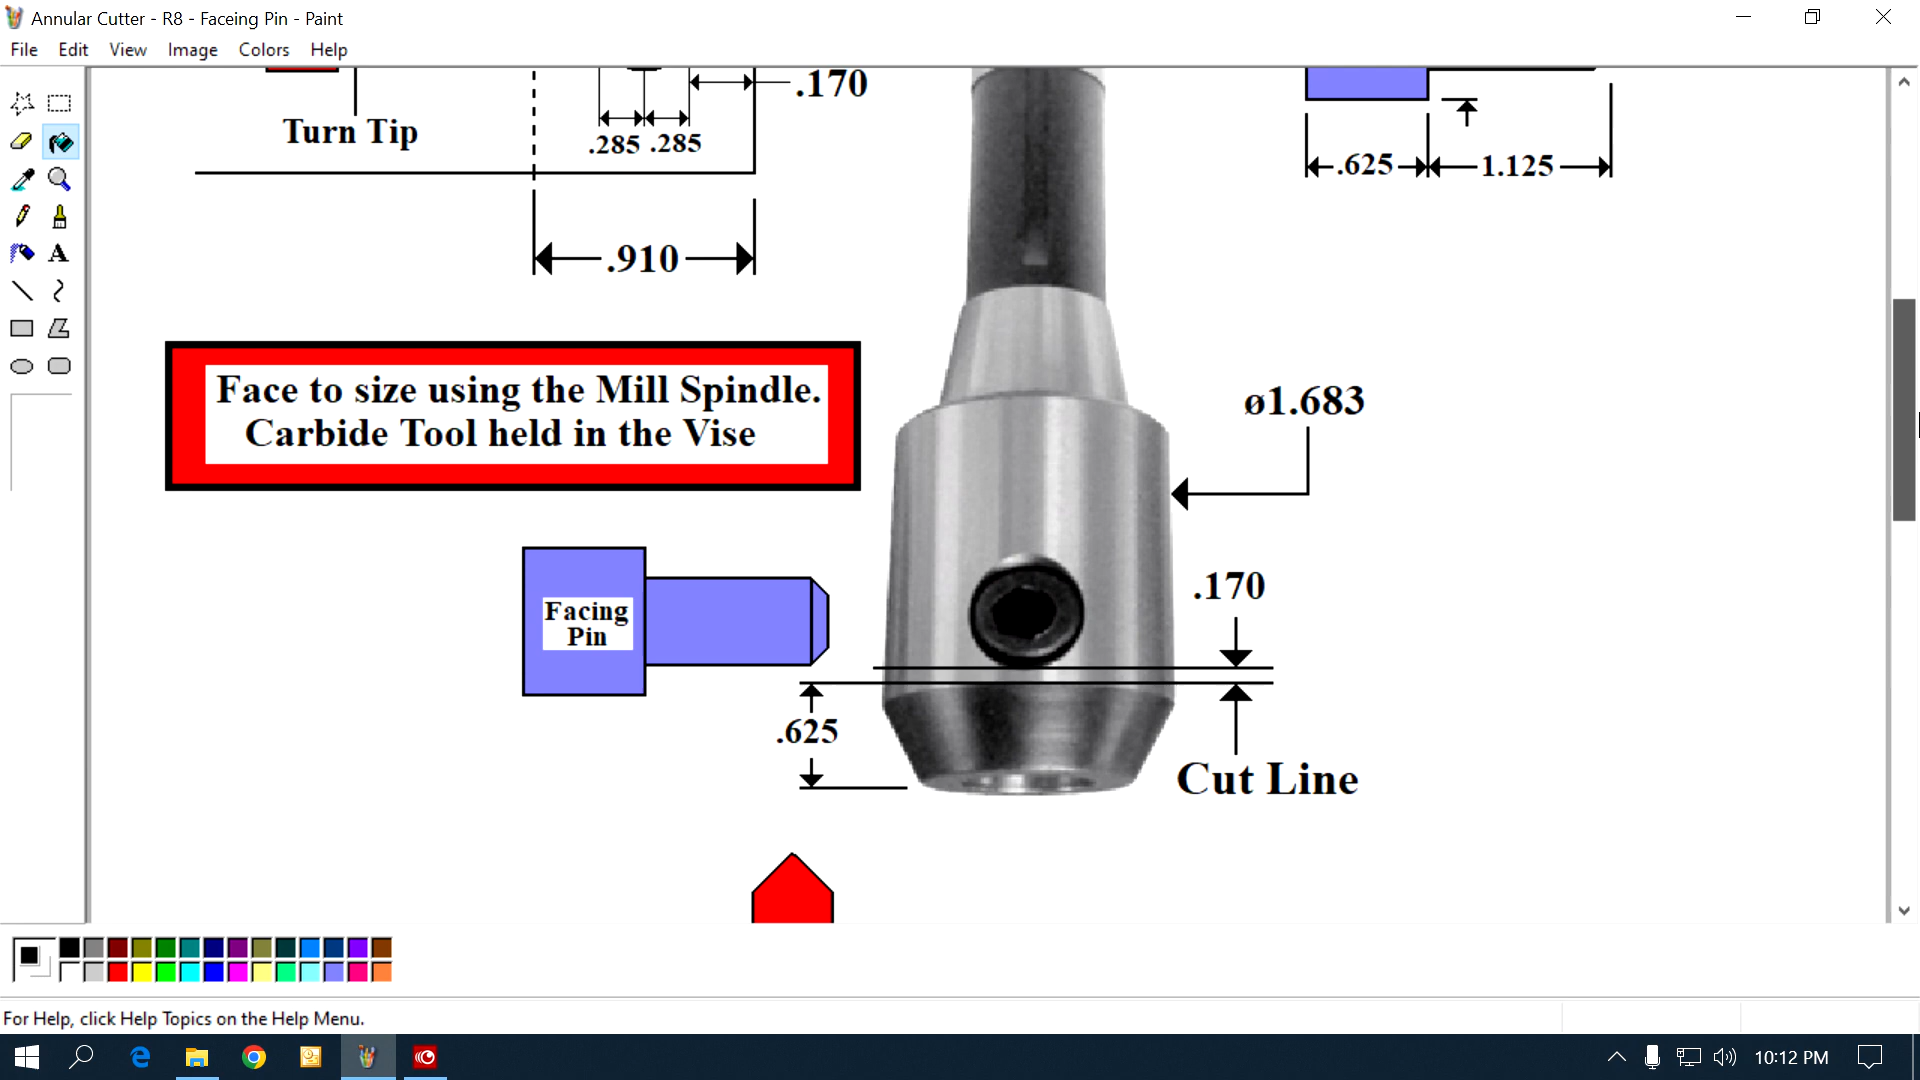 Annular Cutter - R8 - Faceing Pin - Paint
File Edit View Image Colors Help
.170
Turn Tip
.285 .285
.625 1.125
.910
Face to size using the Mill Spindle.
Carbide Tool held in the Vise
ø1.683
.170
Facing
Pin
.625
Cut Line
For Help, click Help Topics on the Help Menu.
10:12 PM